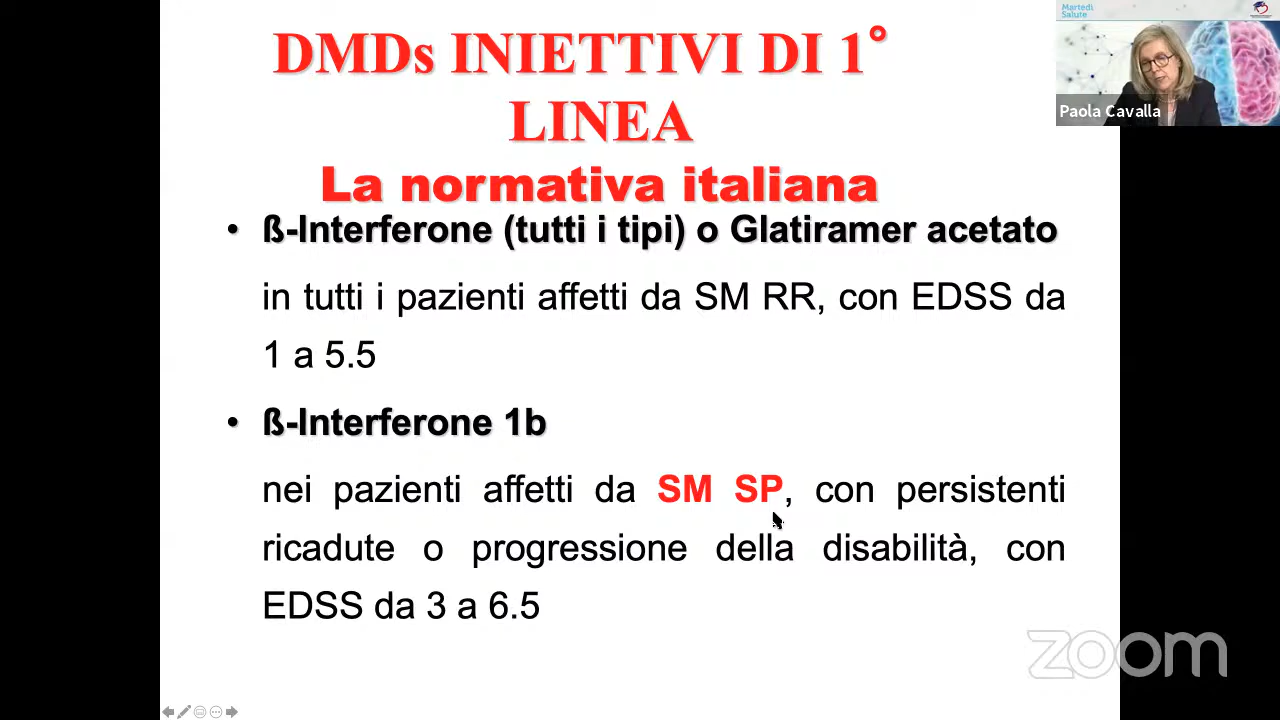 DMDs INIETTIVI DI 1°
LINEA
La normativa italiana
• ß-Interferone (tutti i tipi) o Glatiramer acetato
in tutti i pazienti affetti da SM RR, con EDSS da
1 a 5.5
• ß-Interferone 1b
nei pazienti affetti da SM SP, con persistenti
ricadute o progressione della disabilità, con
EDSS da 3 a 6.5
Martedì
Salute
Paola Cavalla
zoom